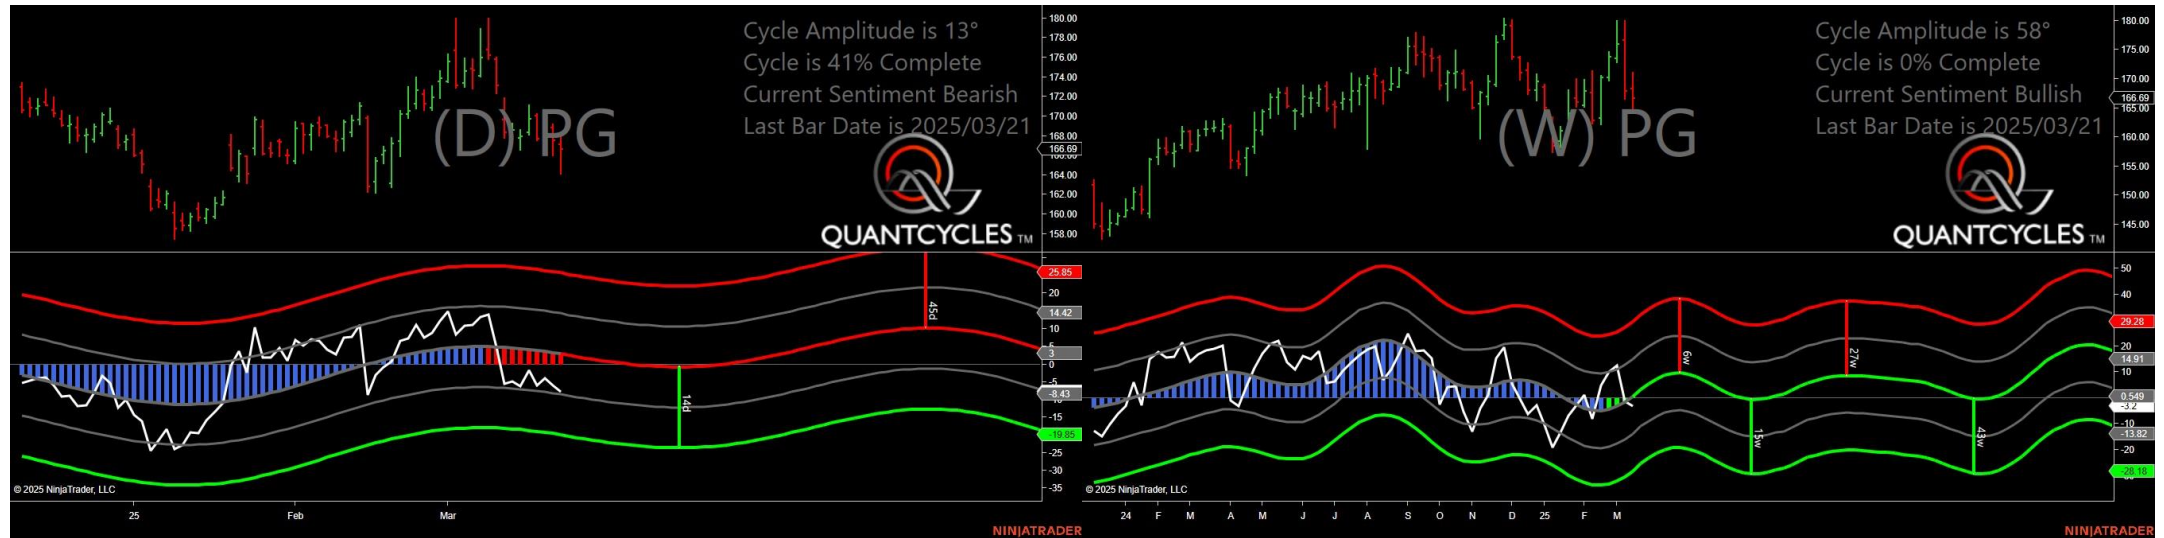 Cycle Amplitude is 13°
Cycle is 41% Complete
Current Sentiment Bearish
Last Bar Date is 2025/03/21
(D) PG
QUANTCYCLES TM
180.00
178.00
176.00
174.00
172.00
170.00
168.00
166.69
164.00
162.00
160.00
158.00
25.85
20
14.42
10
3
0
-5
-8.43
-15
-19.85
-25
-30
-35
45d
14d
© 2025 NinjaTrader, LLC
25
Feb
Mar
NINJATRADER
Cycle Amplitude is 58°
Cycle is 0% Complete
Current Sentiment Bullish
Last Bar Date is 2025/03/21
(W) PG
QUANTCYCLES TM
180.00
175.00
170.00
166.69
165.00
160.00
155.00
150.00
145.00
50
40
29.28
20
14.91
10
0.549
-3.2
-10
-13.82
-20
-28.18
6w
15w
27w
43w
© 2025 NinjaTrader, LLC
24 F M A M J J A S O N D 25 F M
NINJATRADER